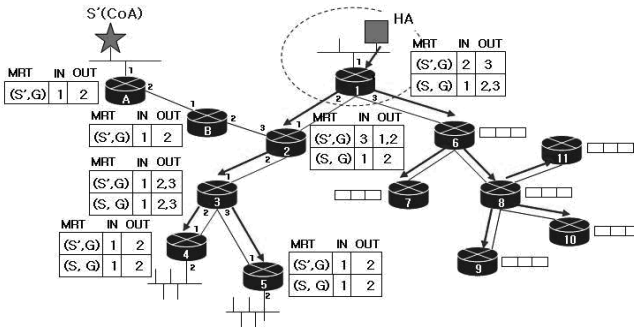 S'(CoA)
HA
MRT IN OUT
(S',G) 1 2
MRT IN OUT
(S',G) 2 3
(S, G) 1 2,3
1
A
2
1
1
2
3
1
B
2
MRT IN OUT
(S',G) 1 2
3
1
2
2
MRT IN OUT
(S',G) 3 1,2
(S, G) 1 2
6
11
MRT IN OUT
(S',G) 1 2,3
(S, G) 1 2,3
1
3
2
3
7
8
MRT IN OUT
(S',G) 1 2
(S, G) 1 2
1
4
2
1
5
2
MRT IN OUT
(S',G) 1 2
(S, G) 1 2
10
9